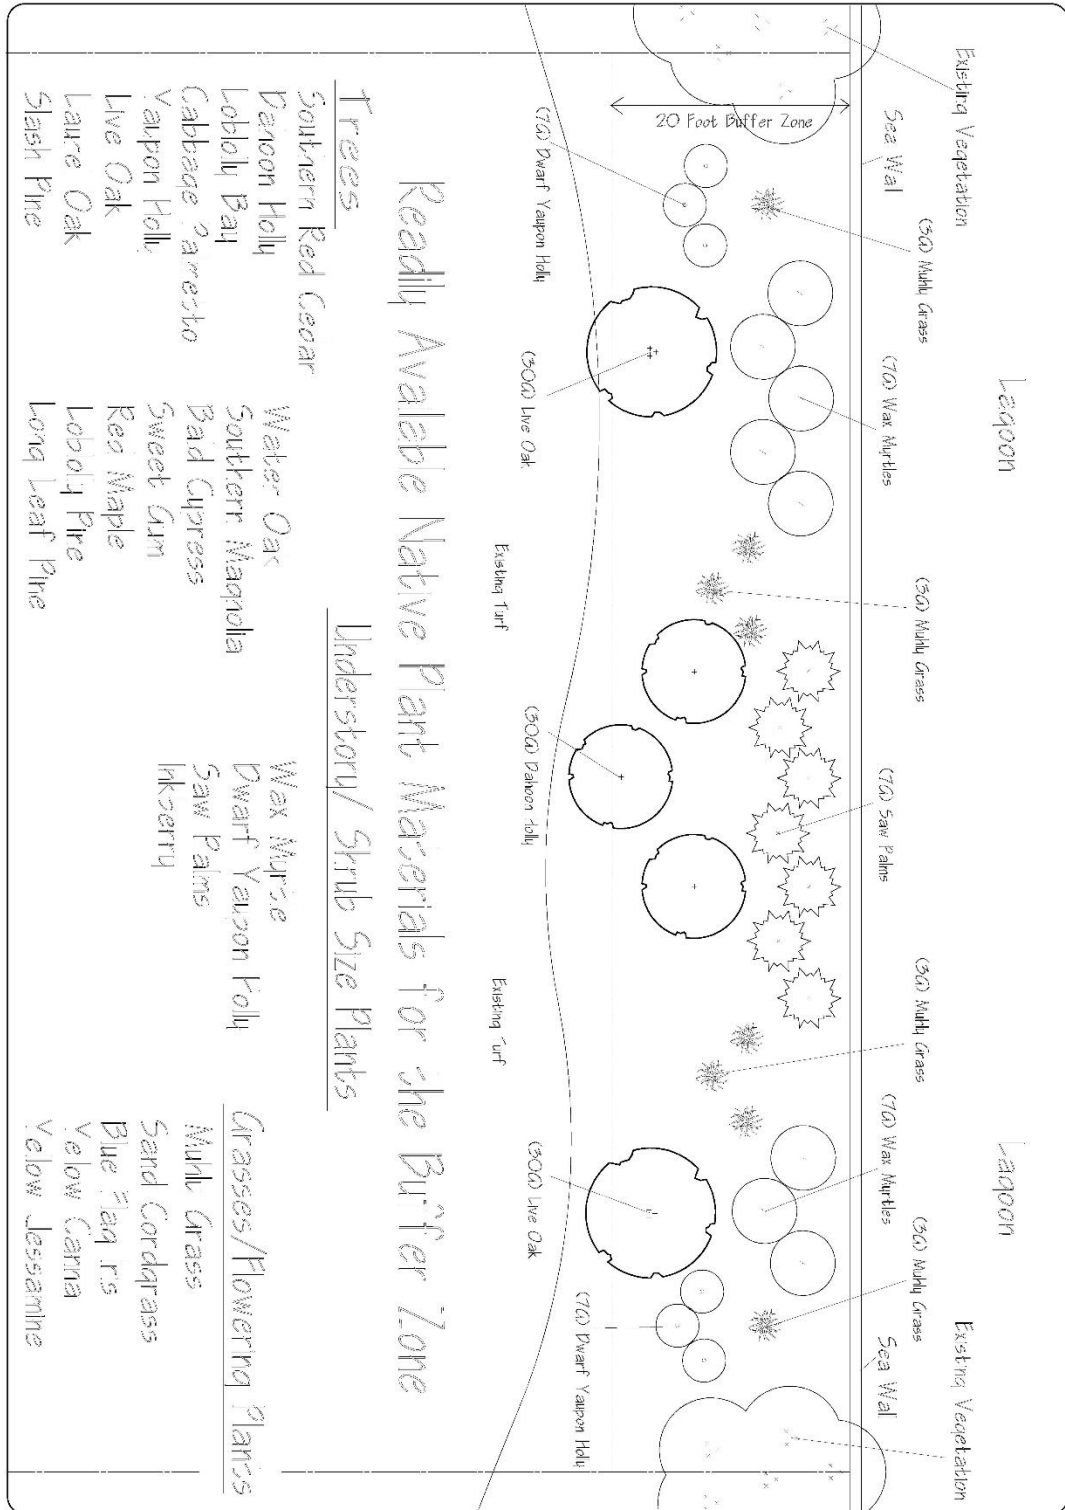 Lagoon
Lagoon
Existing Vegetation
Sea Wal
(3G) Muhly Grass
(7G) Wax Myrtles
(3G) Muhly Grass
(7G) Saw Palms
(3G) Muhly Grass
(7G) Wax Myrtles
(3G) Muhly Grass
Sea Wal
Existing Vegetation
20 Foot Buffer Zone
(7G) Dwarf Yaupon Holly
(30G) Live Oak
(30G) Dahoon Holly
(30G) Live Oak
(7G) Dwarf Yaupon Holly
Existing Turf
Existing Turf
Readily Available Native Plant Materials for the Buffer Zone
Trees
Southern Red Cedar
Dahoon Holly
Loblolly Bay
Cabbage Palmetto
Yaupon Holly
Live Oak
Laurel Oak
Slash Pine
Water Oak
Southern Magnolia
Bald Cypress
Sweet Gum
Red Maple
Loblolly Pine
Long Leaf Pine
Understory/ Shrub Size Plants
Wax Myrtle
Dwarf Yaupon Holly
Saw Palms
Inkberry
Grasses/Flowering Plants
Muhly Grass
Sand Cordgrass
Blue Flag Iris
Yellow Canna
Yellow Jessamine